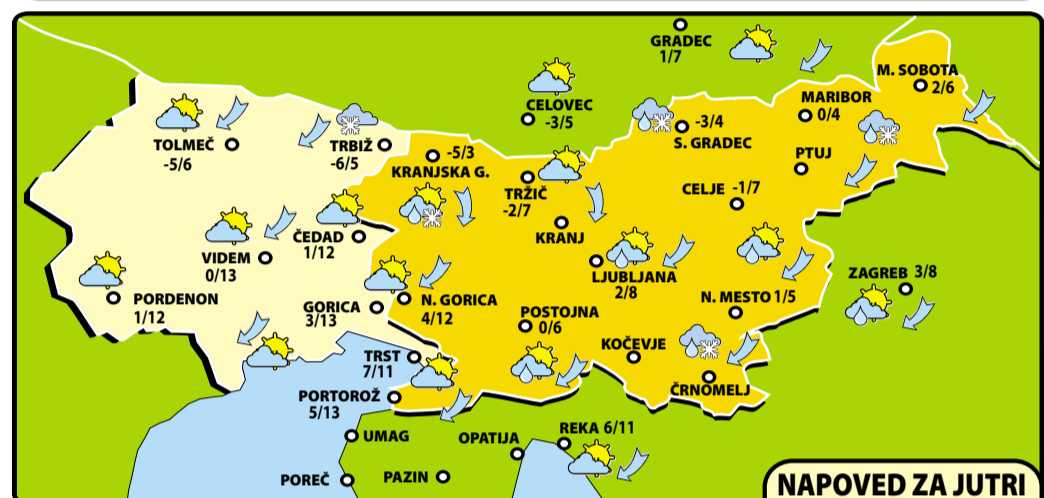 GRADEC
1/7
M. SOBOTA
2/6
CELOVEC
-3/5
MARIBOR
0/4
-3/4
S. GRADEC
TOLMEČ
-5/6
TRBIŽ
-6/5
-5/3
KRANJSKA G.
PTUJ
TRŽIČ
-2/7
CELJE -1/7
KRANJ
ČEDAD
1/12
VIDEM
0/13
LJUBLJANA
2/8
ZAGREB 3/8
PORDENON
1/12
GORICA
3/13
N. GORICA
4/12
N. MESTO 1/5
POSTOJNA
0/6
KOČEVJE
TRST
7/11
ČRNOMELJ
PORTOROŽ
5/13
UMAG
OPATIJA
REKA 6/11
POREČ
PAZIN
NAPOVED ZA JUTRI